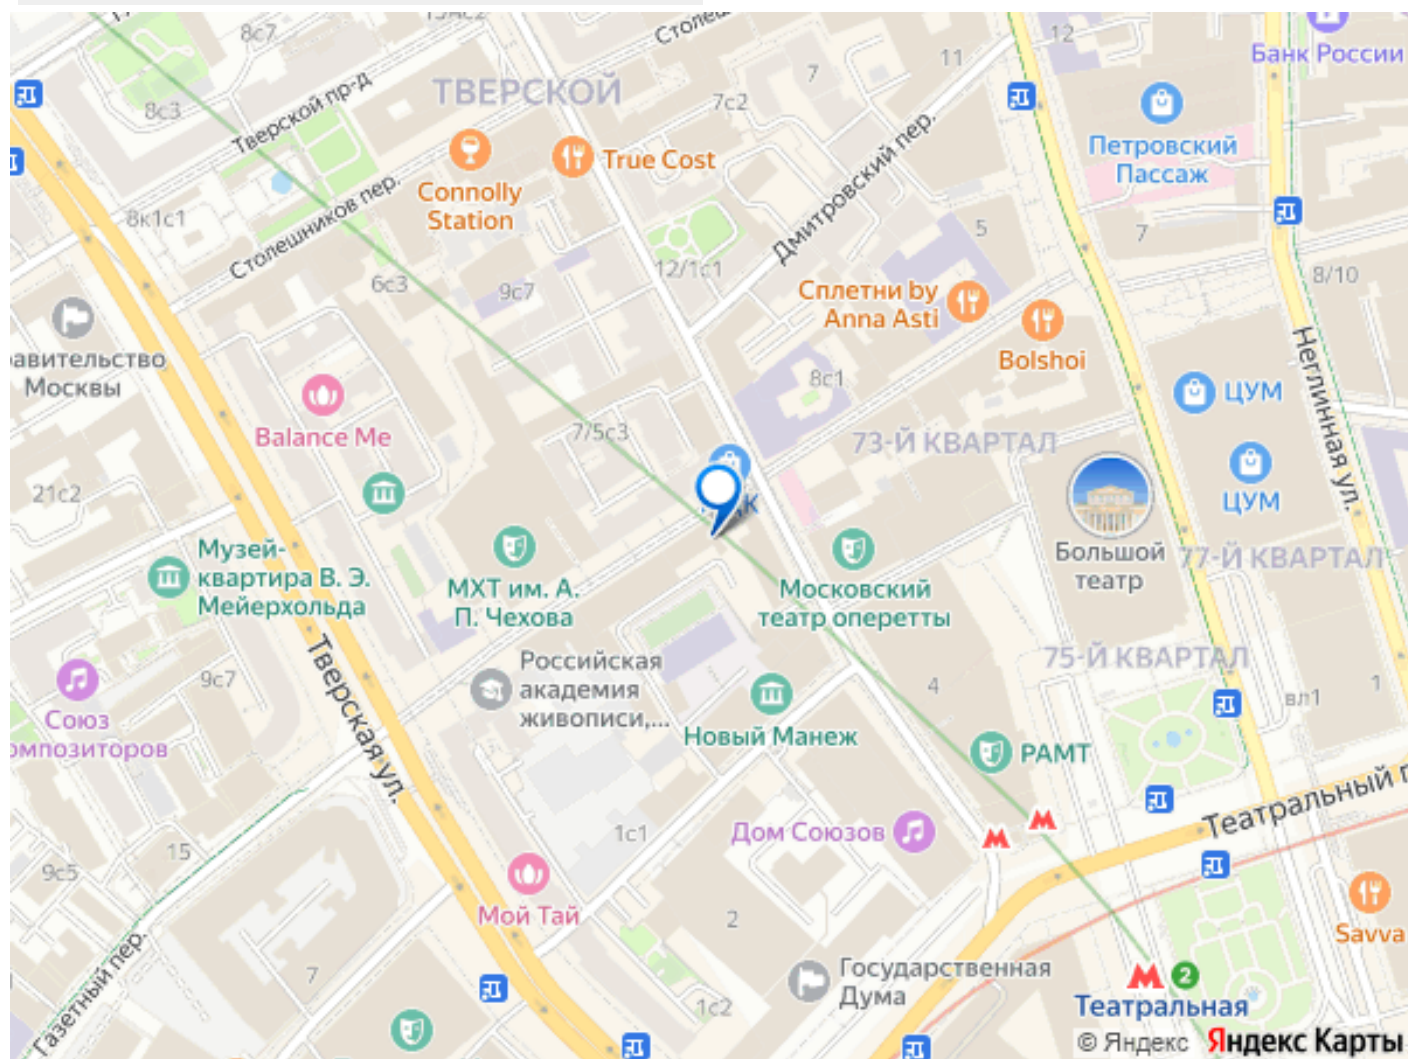 8с7
15Ас2
Столеш
12
11
Банк России
7
ТВЕРСКОЙ
7с2
8с3
Тверской пр-д
True Cost
Дмитровский пер.
Петровский
Пассаж
Connolly
Station
8к1с1
Столешников пер.
5
7
12/1с1
6с3
9с7
8/10
Сплетни by
Anna Asti
авительство
Москвы
Bolshoi
8с1
ЦУМ
Неглинная ул.
Balance Me
7/5с3
73-Й КВАРТАЛ
21с2
ЦУМ
Музей-
квартира В. Э.
Мейерхольда
МХТ им. А.
П. Чехова
Московский
театр оперетты
Большой
театр
77-Й КВАРТАЛ
Тверская ул.
Российская
академия
живописи,...
75-Й КВАРТАЛ
9с7
4
вл1
1
Союз
омпозиторов
Новый Манеж
РАМТ
Театральный п
1с1
Дом Союзов
15
9с5
Мой Тай
2
Savva
Газетный пер.
7
Государственная
Дума
1с2
2
Театральная
© Яндекс Яндекс Карты